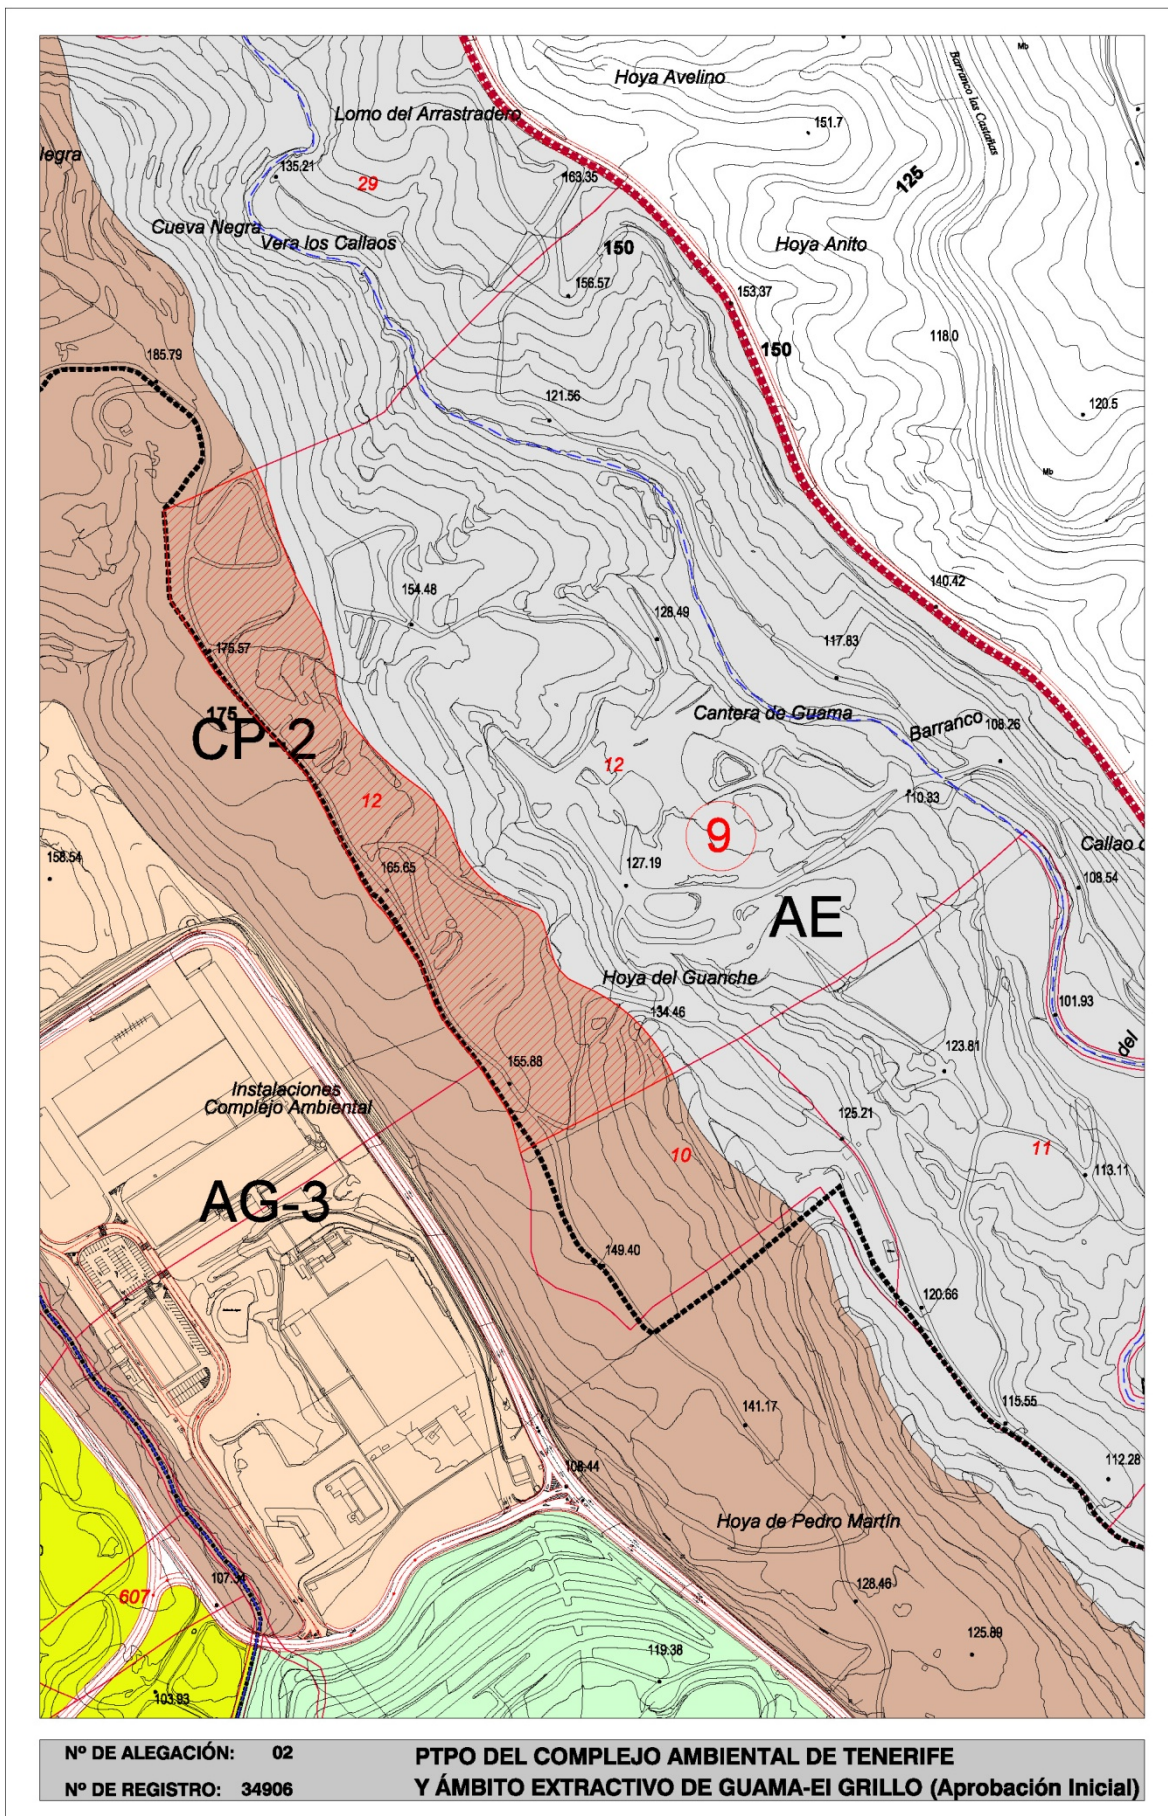 Hoya Avelino
Mb
Barranco las Castañas
Lomo del Arrastradero
151.7
legra
135.21
29
163.35
125
Cueva Negra
Vera los Callaos
150
Hoya Anito
156.57
153.37
118.0
150
185.79
121.56
120.5
Mb
154.48
128.49
140.42
117.83
175.57
175
CP-2
Cantera de Guama
Barranco
108.26
12
12
110.33
9
158.54
165.65
127.19
Callao
108.54
AE
Hoya del Guanche
134.46
101.93
del
123.81
155.88
Instalaciones
Complejo Ambiental
125.21
10
11
113.11
AG-3
149.40
120.66
141.17
115.55
108.44
112.28
Hoya de Pedro Martín
107.34
607
128.46
119.38
125.89
103.93
Nº DE ALEGACIÓN: 02
PTPO DEL COMPLEJO AMBIENTAL DE TENERIFE
Nº DE REGISTRO: 34906
Y ÁMBITO EXTRACTIVO DE GUAMA-El GRILLO (Aprobación Inicial)